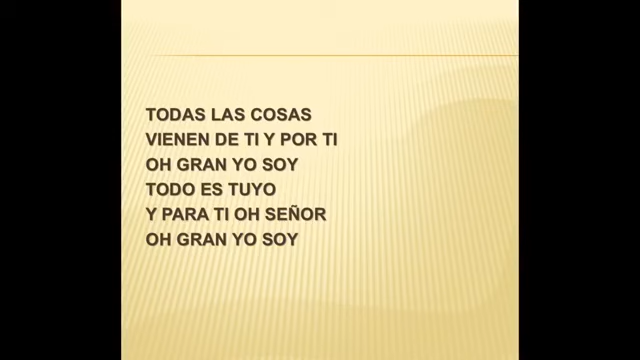 TODAS LAS COSAS
VIENEN DE TI Y POR TI
OH GRAN YO SOY
TODO ES TUYO
Y PARA TI OH SEÑOR
OH GRAN YO SOY